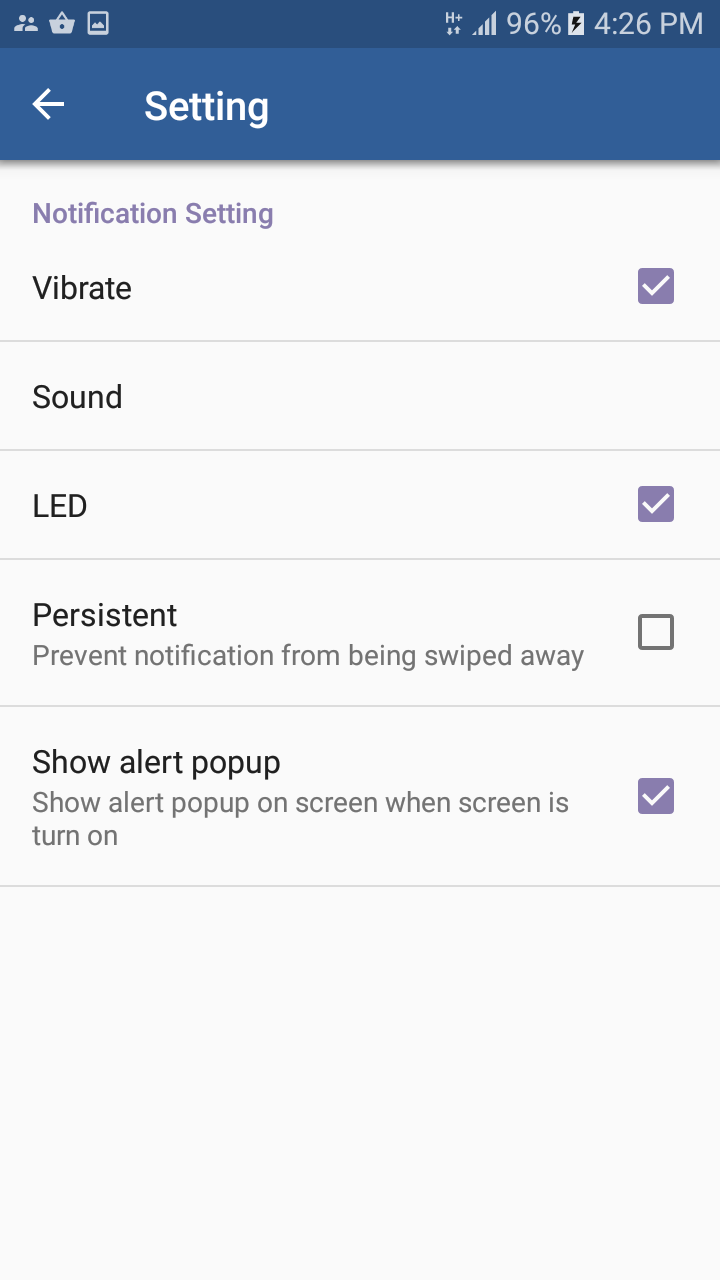 H+ 96% 4:26 PM
Setting
Notification Setting
Vibrate
Sound
LED
Persistent
Prevent notification from being swiped away
Show alert popup
Show alert popup on screen when screen is
turn on